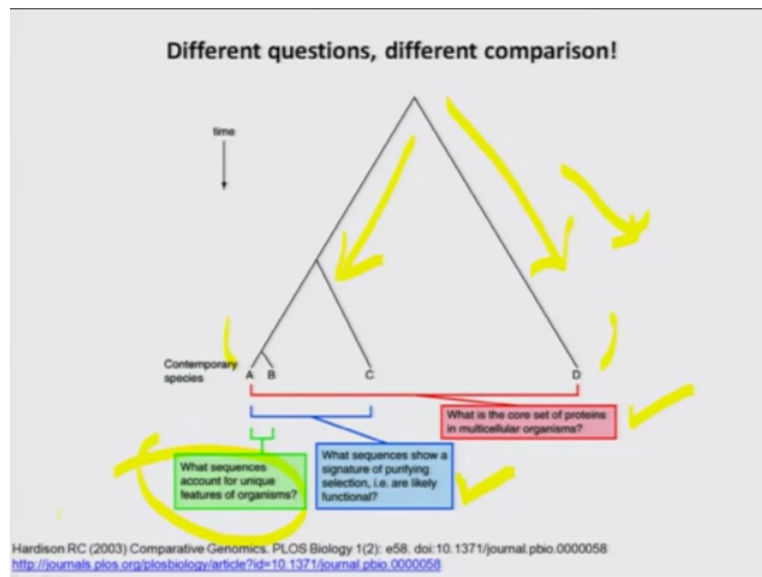 Different questions, different comparison!
time
Contemporary
species
A B C D
What is the core set of proteins
in multicellular organisms?
What sequences
account for unique
features of organisms?
What sequences show a
signature of purifying
selection, i.e. are likely
functional?
Hardison RC (2003) Comparative Genomics. PLOS Biology 1(2): e58. doi:10.1371/journal.pbio.0000058
http://journals.plos.org/plosbiology/article?id=10.1371/journal.pbio.0000058